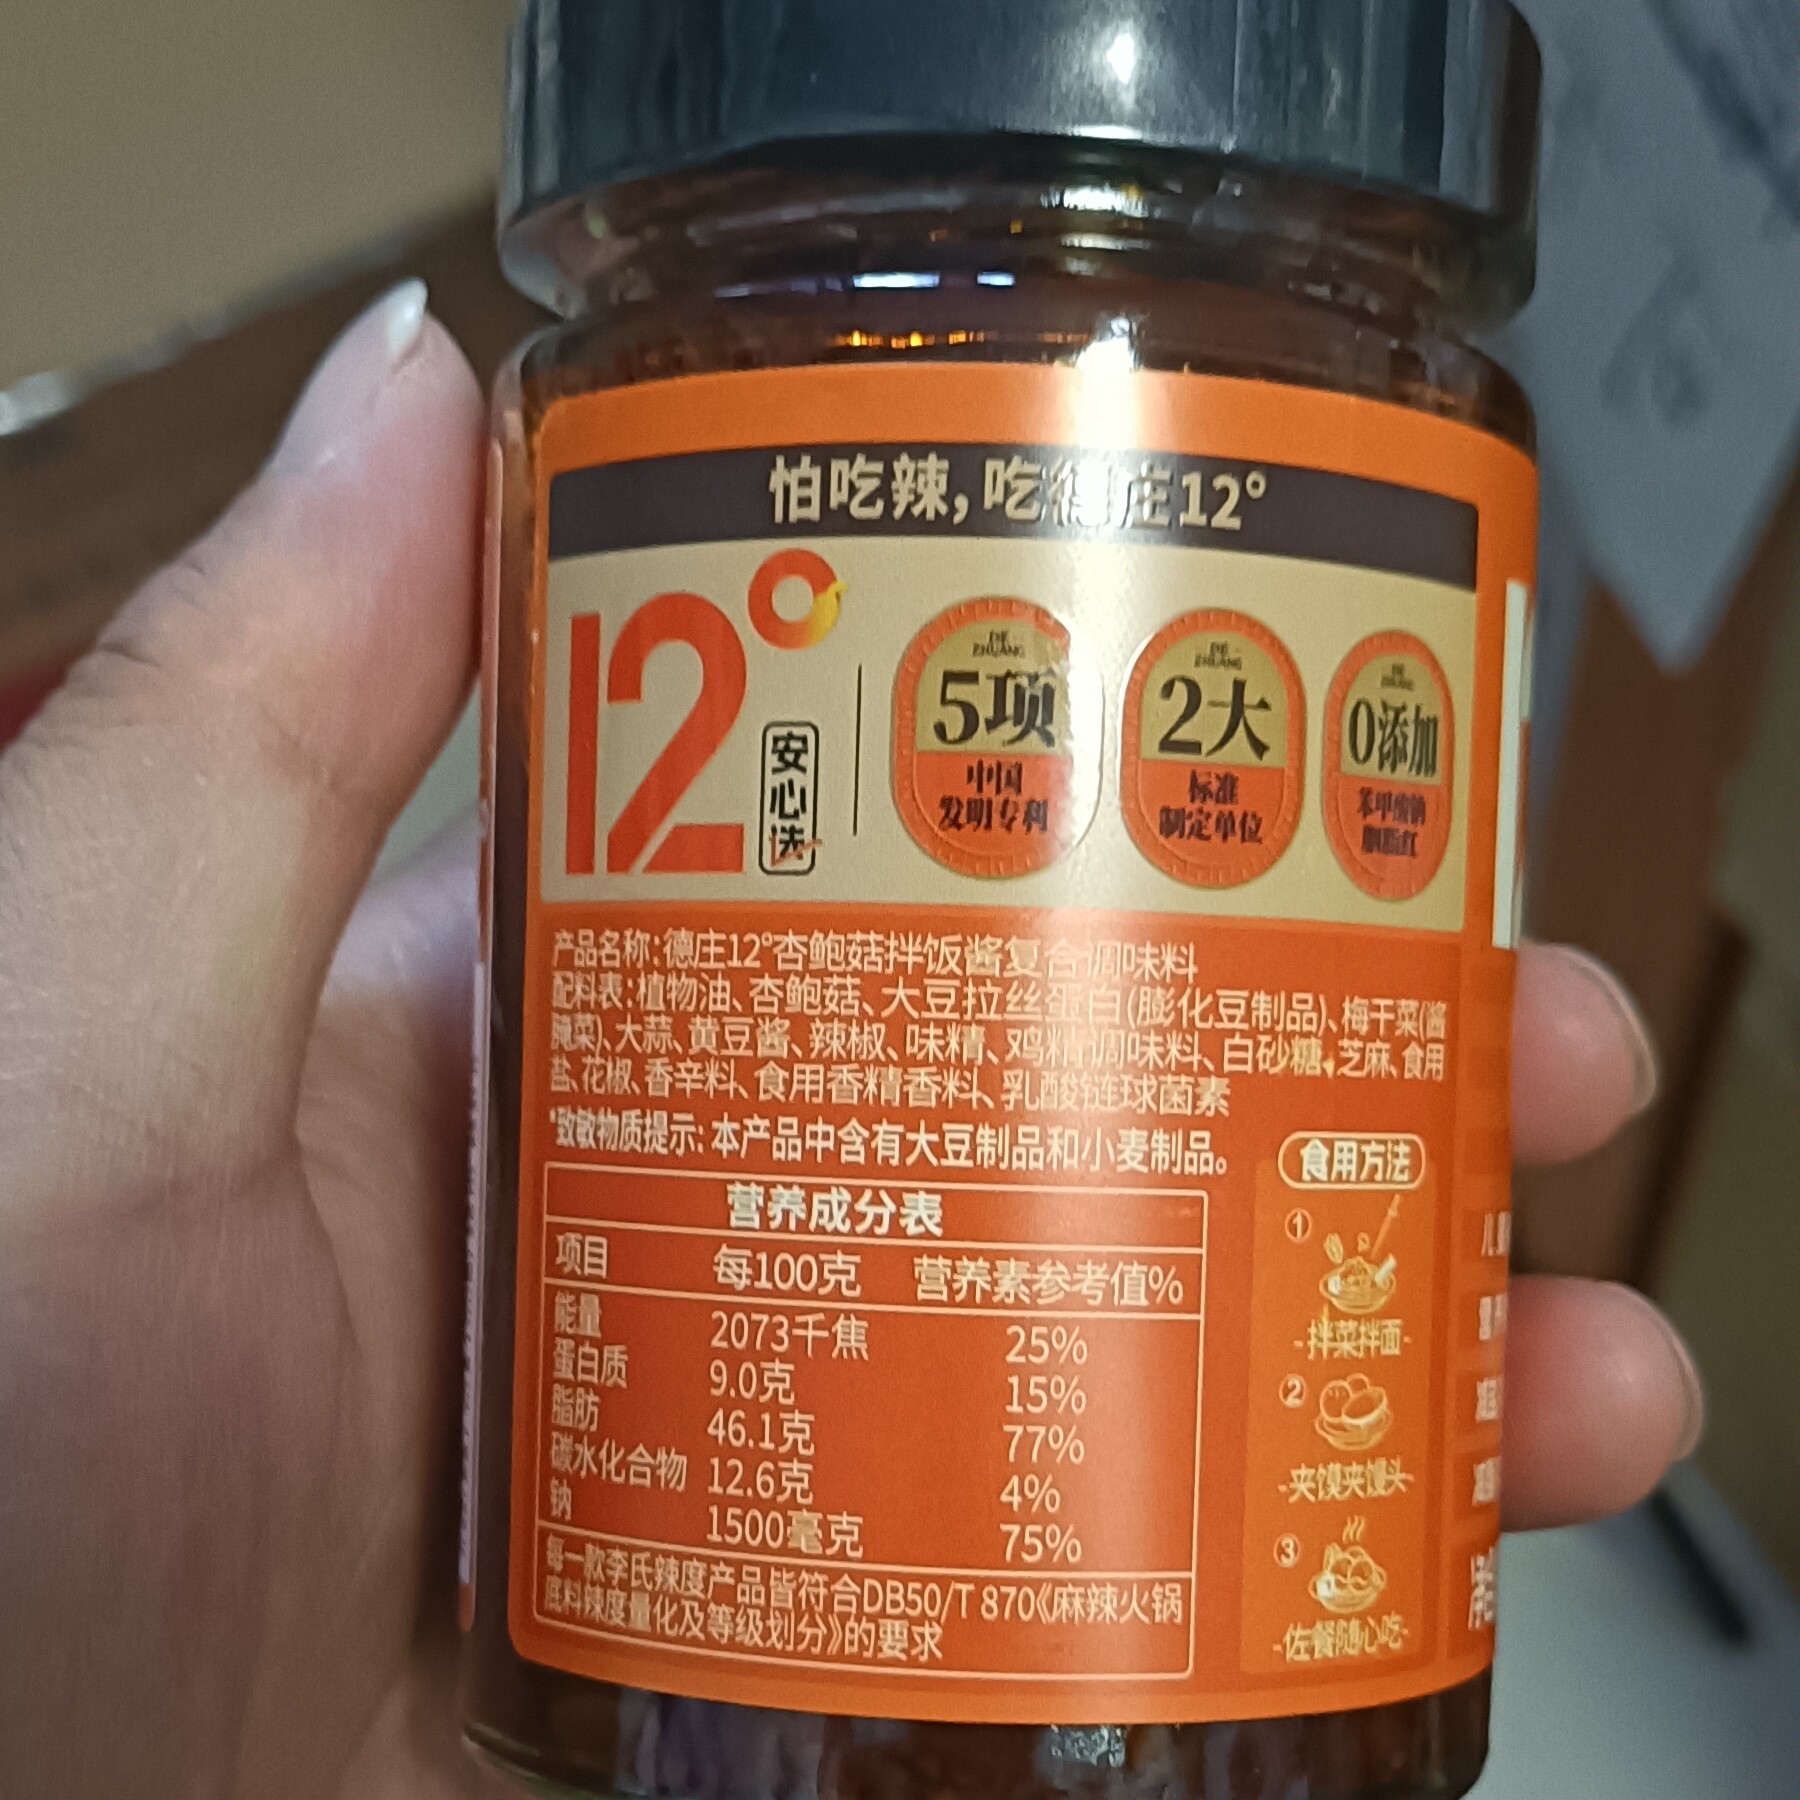 怕吃辣,吃德庄12°
12°
安心选
DE ZHUANG
5项
中国
发明专利
DE ZHUANG
2大
标准
制定单位
DE ZHUANG
0添加
苯甲酸钠
胭脂红
产品名称:德庄12°杏鲍菇拌饭酱复合调味料
配料表:植物油、杏鲍菇、大豆拉丝蛋白(膨化豆制品)、梅干菜(酱
腌菜)、大蒜、黄豆酱、辣椒、味精、鸡精调味料、白砂糖、芝麻、食用
盐、花椒、香辛料、食用香精香料、乳酸链球菌素
*致敏物质提示:本产品中含有大豆制品和小麦制品。
营养成分表
项目 每100克 营养素参考值%
能量 2073千焦 25%
蛋白质 9.0克 15%
脂肪 46.1克 77%
碳水化合物 12.6克 4%
钠 1500毫克 75%
每一款李氏辣度产品皆符合DB50/T 870《麻辣火锅
底料辣度量化及等级划分》的要求
食用方法
①
-拌菜拌面-
②
-夹馍夹馒头-
③
-佐餐随心吃-